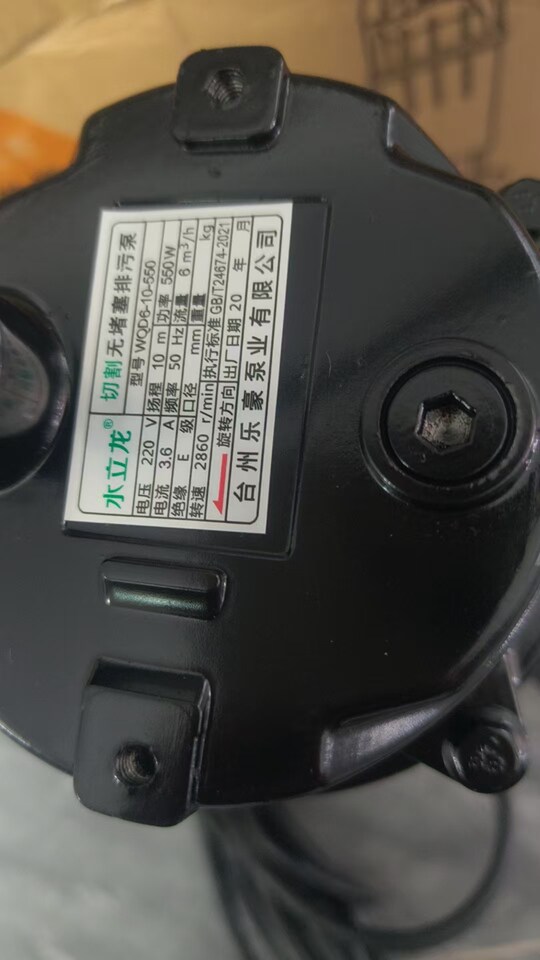 水立龙® 切割无堵塞排污泵
型号 WQD6-10-550
电压 220 V 扬程 10 m 功率 550 W
电流 3.6 A 频率 50 Hz 流量 6 m³/h
绝缘 E 级 口径 mm 重量 kg
转速 2860 r/min 执行标准 GB/T24674-2021
旋转方向 出厂日期 20 年 月
台州乐豪泵业有限公司